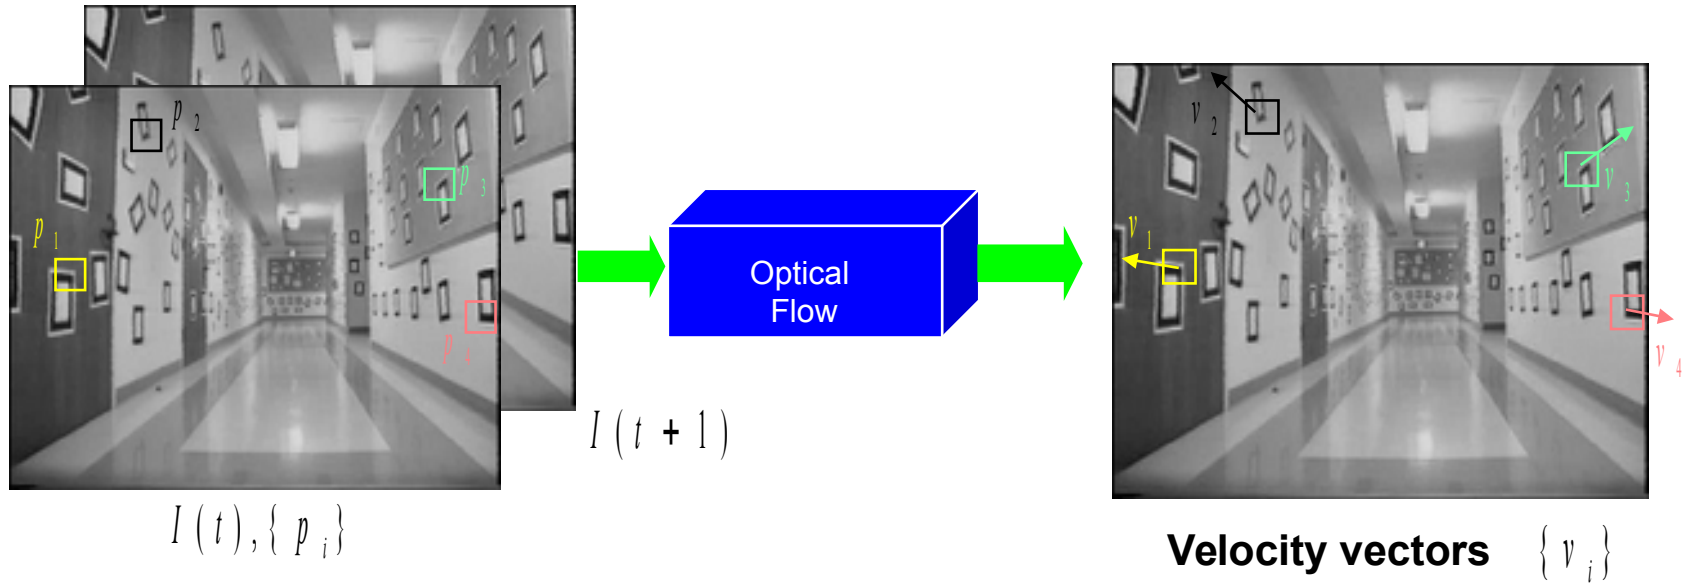 p 2
p 3
p 1
p 4
I ( t ) , { p i }
I ( t + 1 )
Optical
Flow
v 2
v 3
v 1
v 4
Velocity vectors { v i }